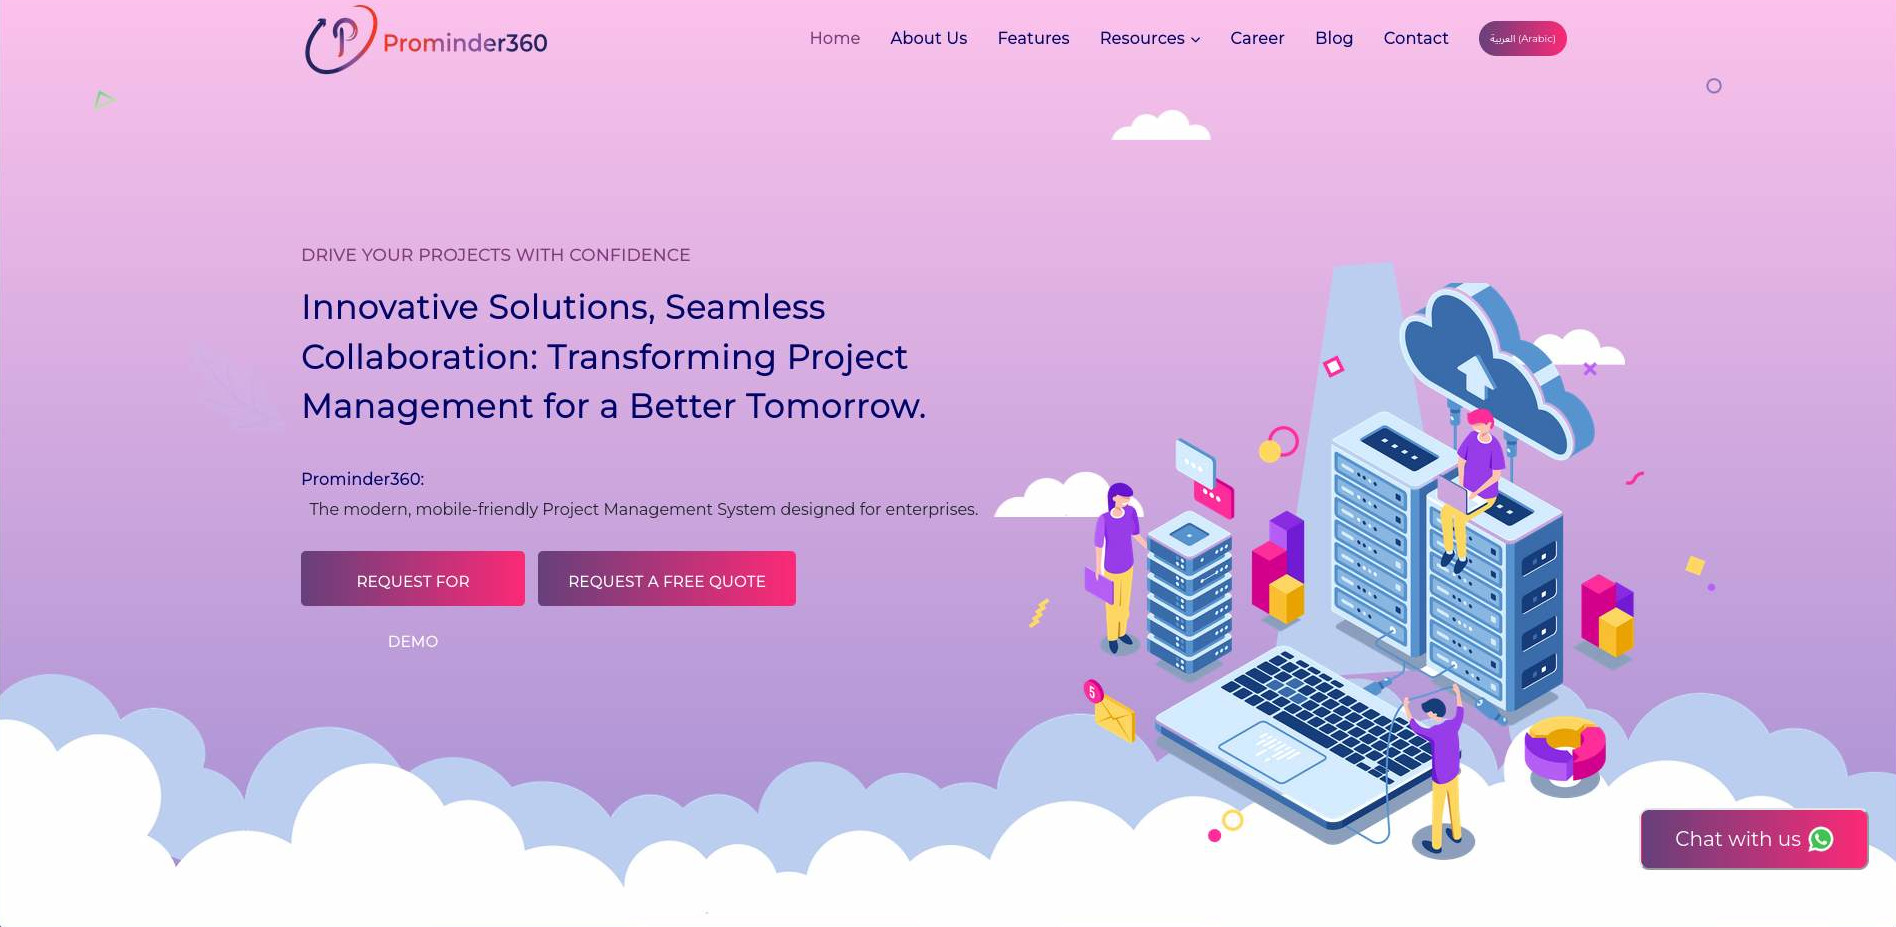 Prominder360
Home
About Us
Features
Resources
Career
Blog
Contact
العربية (Arabic)
DRIVE YOUR PROJECTS WITH CONFIDENCE
Innovative Solutions, Seamless
Collaboration: Transforming Project
Management for a Better Tomorrow.
Prominder360:
The modern, mobile-friendly Project Management System designed for enterprises.
REQUEST FOR
DEMO
REQUEST A FREE QUOTE
5
Chat with us